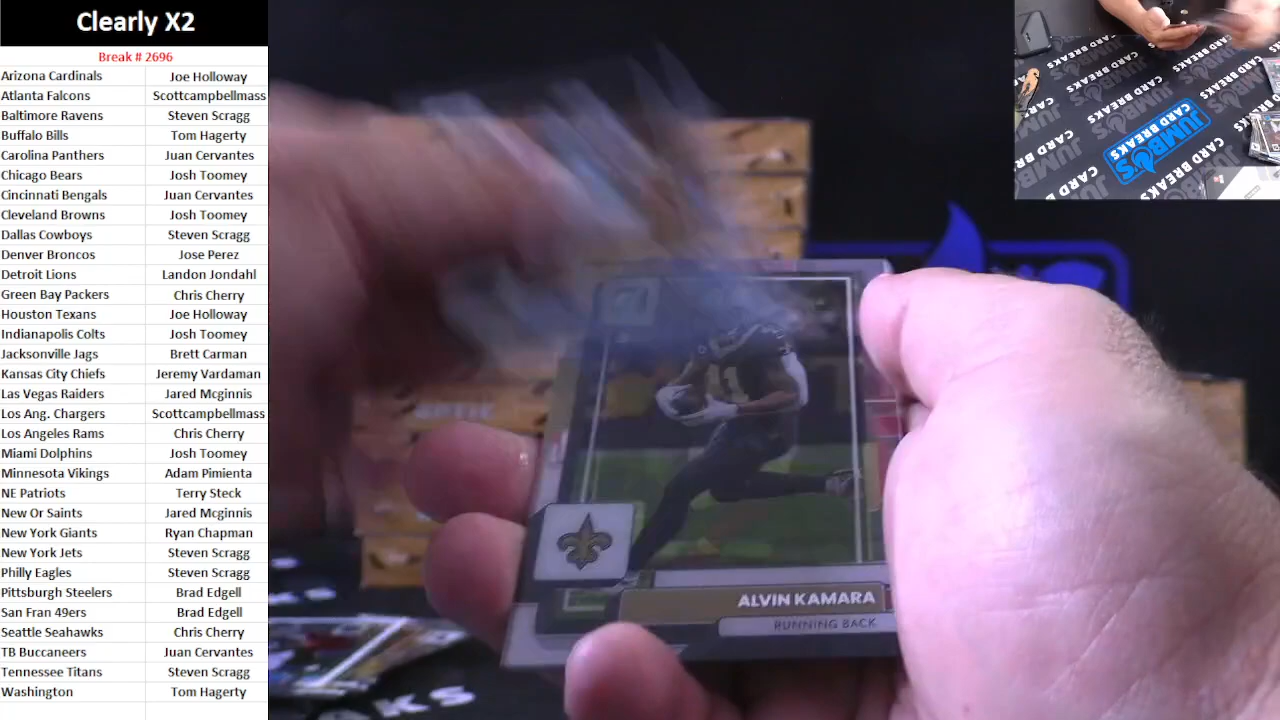 Clearly X2
Break # 2696
Arizona Cardinals Joe Holloway
Atlanta Falcons Scottcampbellmass
Baltimore Ravens Steven Scragg
Buffalo Bills Tom Hagerty
Carolina Panthers Juan Cervantes
Chicago Bears Josh Toomey
Cincinnati Bengals Juan Cervantes
Cleveland Browns Josh Toomey
Dallas Cowboys Steven Scragg
Denver Broncos Jose Perez
Detroit Lions Landon Jondahl
Green Bay Packers Chris Cherry
Houston Texans Joe Holloway
Indianapolis Colts Josh Toomey
Jacksonville Jags Brett Carman
Kansas City Chiefs Jeremy Vardaman
Las Vegas Raiders Jared Mcginnis
Los Ang. Chargers Scottcampbellmass
Los Angeles Rams Chris Cherry
Miami Dolphins Josh Toomey
Minnesota Vikings Adam Pimienta
NE Patriots Terry Steck
New Or Saints Jared Mcginnis
New York Giants Ryan Chapman
New York Jets Steven Scragg
Philly Eagles Steven Scragg
Pittsburgh Steelers Brad Edgell
San Fran 49ers Brad Edgell
Seattle Seahawks Chris Cherry
TB Buccaneers Juan Cervantes
Tennessee Titans Steven Scragg
Washington Tom Hagerty
ALVIN KAMARA
RUNNING BACK
JUMBO'S
CARD BREAKS